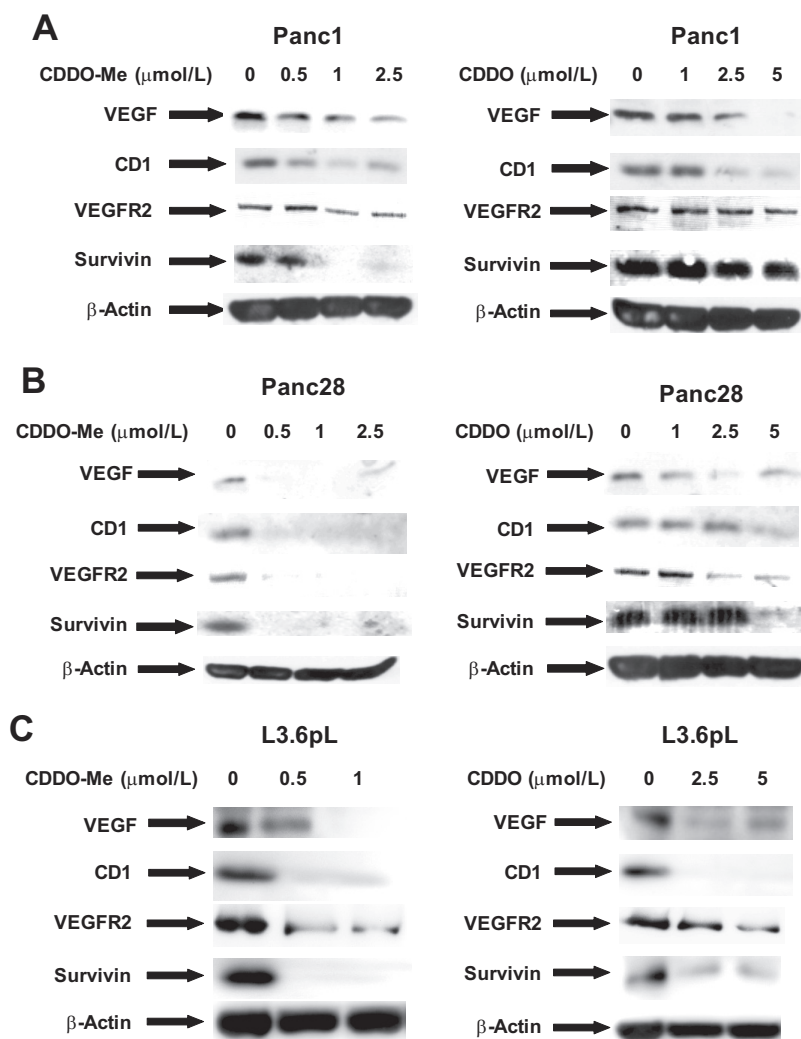 A
Panc1
CDDO-Me (μmol/L) 0 0.5 1 2.5
VEGF
CD1
VEGFR2
Survivin
β-Actin
Panc1
CDDO (μmol/L) 0 1 2.5 5
VEGF
CD1
VEGFR2
Survivin
β-Actin
B
Panc28
CDDO-Me (μmol/L) 0 0.5 1 2.5
VEGF
CD1
VEGFR2
Survivin
β-Actin
Panc28
CDDO (μmol/L) 0 1 2.5 5
VEGF
CD1
VEGFR2
Survivin
β-Actin
C
L3.6pL
CDDO-Me (μmol/L) 0 0.5 1
VEGF
CD1
VEGFR2
Survivin
β-Actin
L3.6pL
CDDO (μmol/L) 0 2.5 5
VEGF
CD1
VEGFR2
Survivin
β-Actin